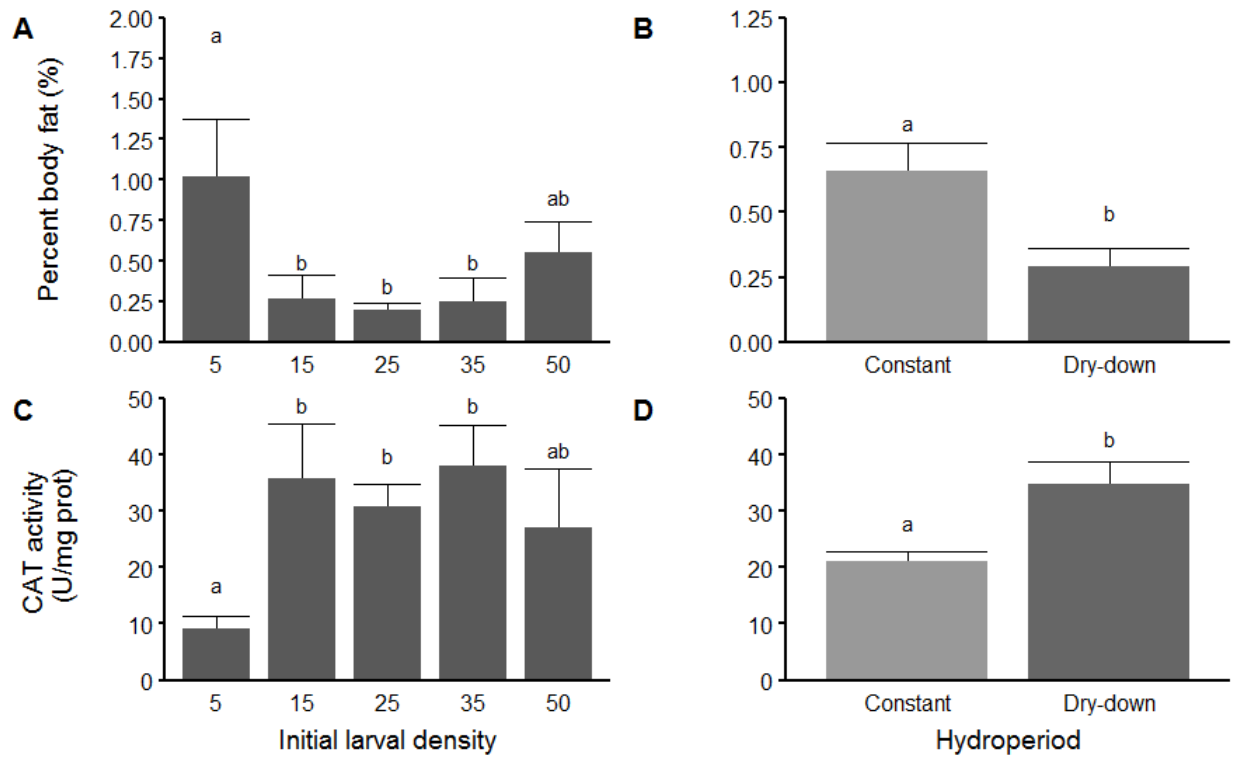 A
Percent body fat (%)
2.00
1.75
1.50
1.25
1.00
0.75
0.50
0.25
0.00
a
b
b
b
ab
5 15 25 35 50
B
1.25
1.00
0.75
0.50
0.25
0.00
a
b
Constant Dry-down
C
CAT activity
(U/mg prot)
50
40
30
20
10
0
a
b
b
b
ab
5 15 25 35 50
Initial larval density
D
50
40
30
20
10
0
a
b
Constant Dry-down
Hydroperiod